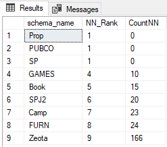 Results Messages
schema_name NN_Rank CountNN
1 Prop 1 0
2 PUBCO 1 0
3 SP 1 0
4 GAMES 4 10
5 Book 5 15
6 SPJ2 6 20
7 Camp 7 23
8 FURN 8 24
9 Zeota 9 166